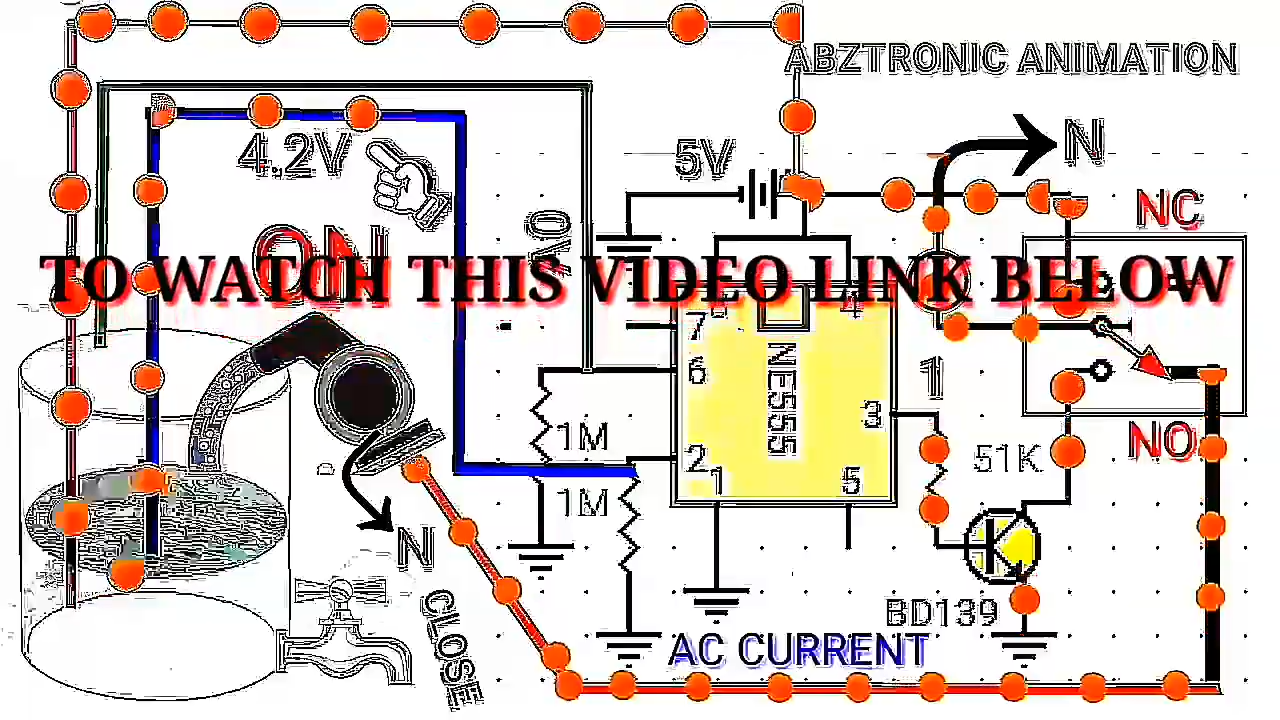 ABZTRONIC ANIMATION
N
4.2V
5V
NC
0V
ON
TO WATCH THIS VIDEO LINK BELOW
4
7
6
NE555
1
3
1M
NO
2
51K
1
5
1M
N
K
CLOSE
BD139
AC CURRENT